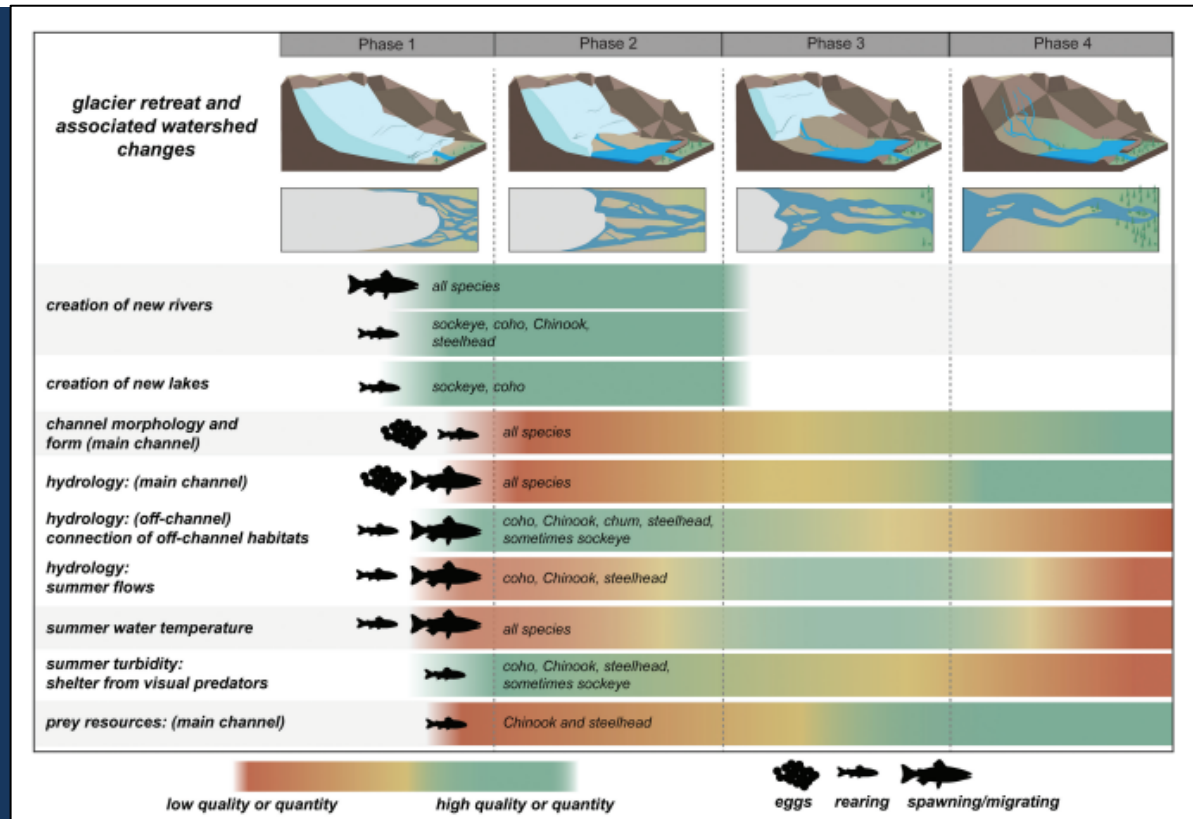 Phase 1
Phase 2
Phase 3
Phase 4
glacier retreat and
associated watershed
changes
creation of new rivers
all species
sockeye, coho, Chinook,
steelhead
creation of new lakes
sockeye, coho
channel morphology and
form (main channel)
all species
hydrology: (main channel)
all species
hydrology: (off-channel)
connection of off-channel habitats
coho, Chinook, chum, steelhead,
sometimes sockeye
hydrology:
summer flows
coho, Chinook, steelhead
summer water temperature
all species
summer turbidity:
shelter from visual predators
coho, Chinook, steelhead,
sometimes sockeye
prey resources: (main channel)
Chinook and steelhead
low quality or quantity
high quality or quantity
eggs
rearing
spawning/migrating